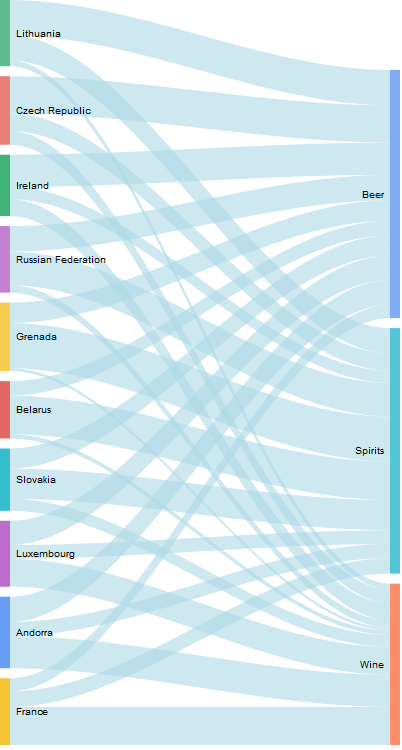 Lithuania
Czech Republic
Ireland
Beer
Russian Federation
Grenada
Belarus
Spirits
Slovakia
Luxembourg
Andorra
Wine
France